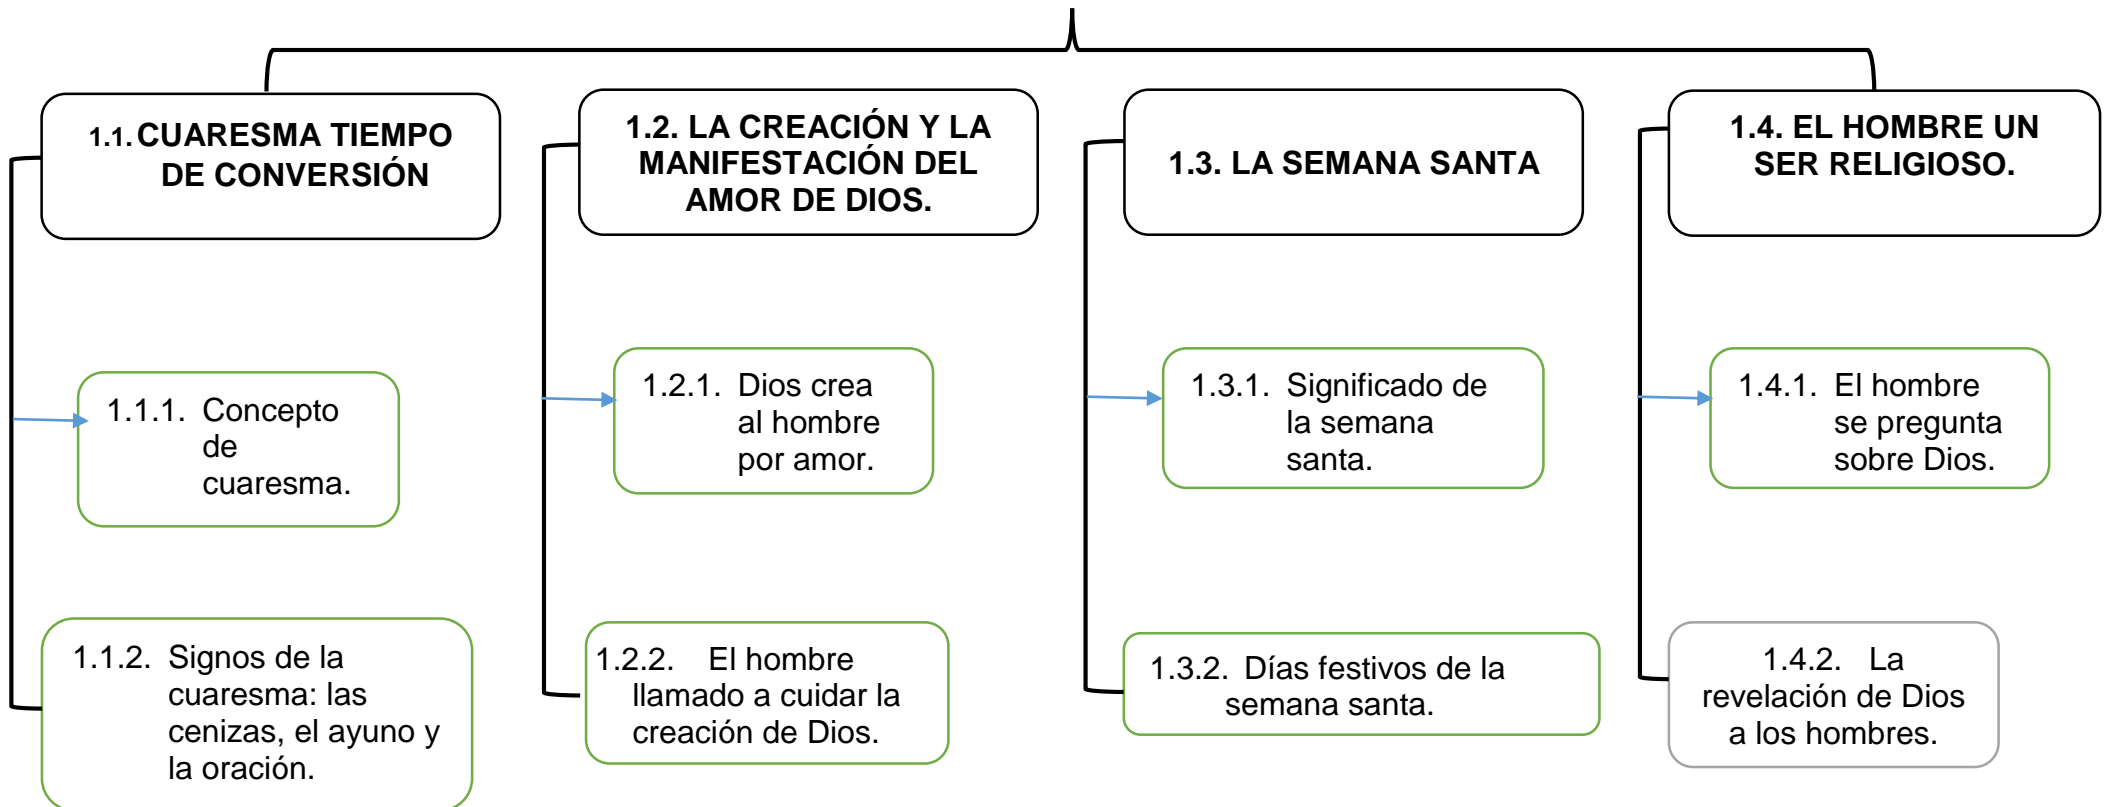 1.1. CUARESMA TIEMPO
DE CONVERSIÓN
1.2. LA CREACIÓN Y LA
MANIFESTACIÓN DEL
AMOR DE DIOS.
1.3. LA SEMANA SANTA
1.4. EL HOMBRE UN
SER RELIGIOSO.
1.1.1. Concepto
de
cuaresma.
1.2.1. Dios crea
al hombre
por amor.
1.3.1. Significado de
la semana
santa.
1.4.1. El hombre
se pregunta
sobre Dios.
1.1.2. Signos de la
cuaresma: las
cenizas, el ayuno y
la oración.
1.2.2. El hombre
llamado a cuidar la
creación de Dios.
1.3.2. Días festivos de la
semana santa.
1.4.2. La
revelación de Dios
a los hombres.